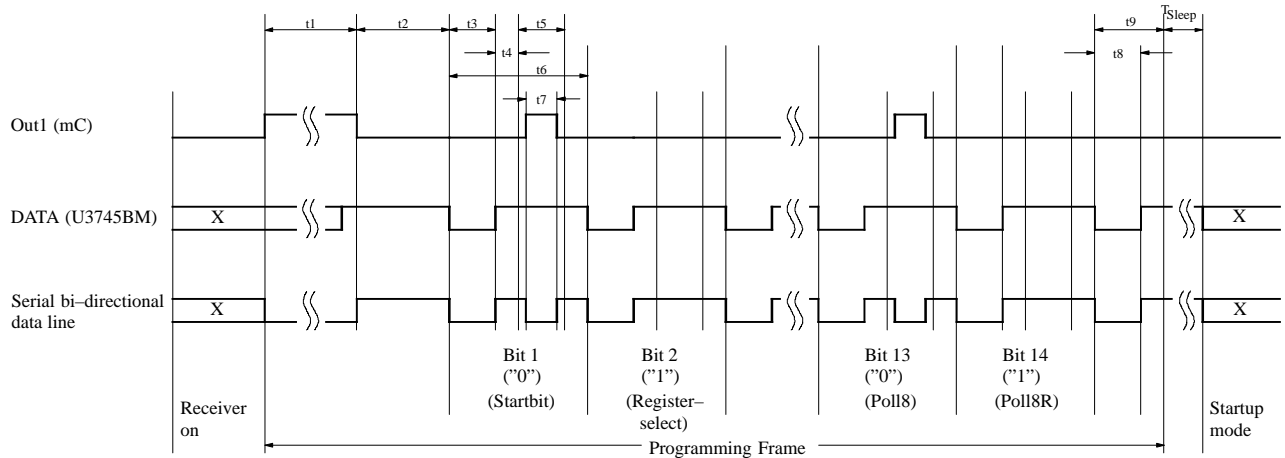 t1
t2
t3
t5
t9
TSleep
t4
t6
t8
t7
Out1 (mC)
DATA (U3745BM)
X
X
Serial bi–directional
data line
X
X
Bit 1
(”0”)
(Startbit)
Bit 2
(”1”)
(Register–
select)
Bit 13
(”0”)
(Poll8)
Bit 14
(”1”)
(Poll8R)
Receiver
on
Startup
mode
Programming Frame